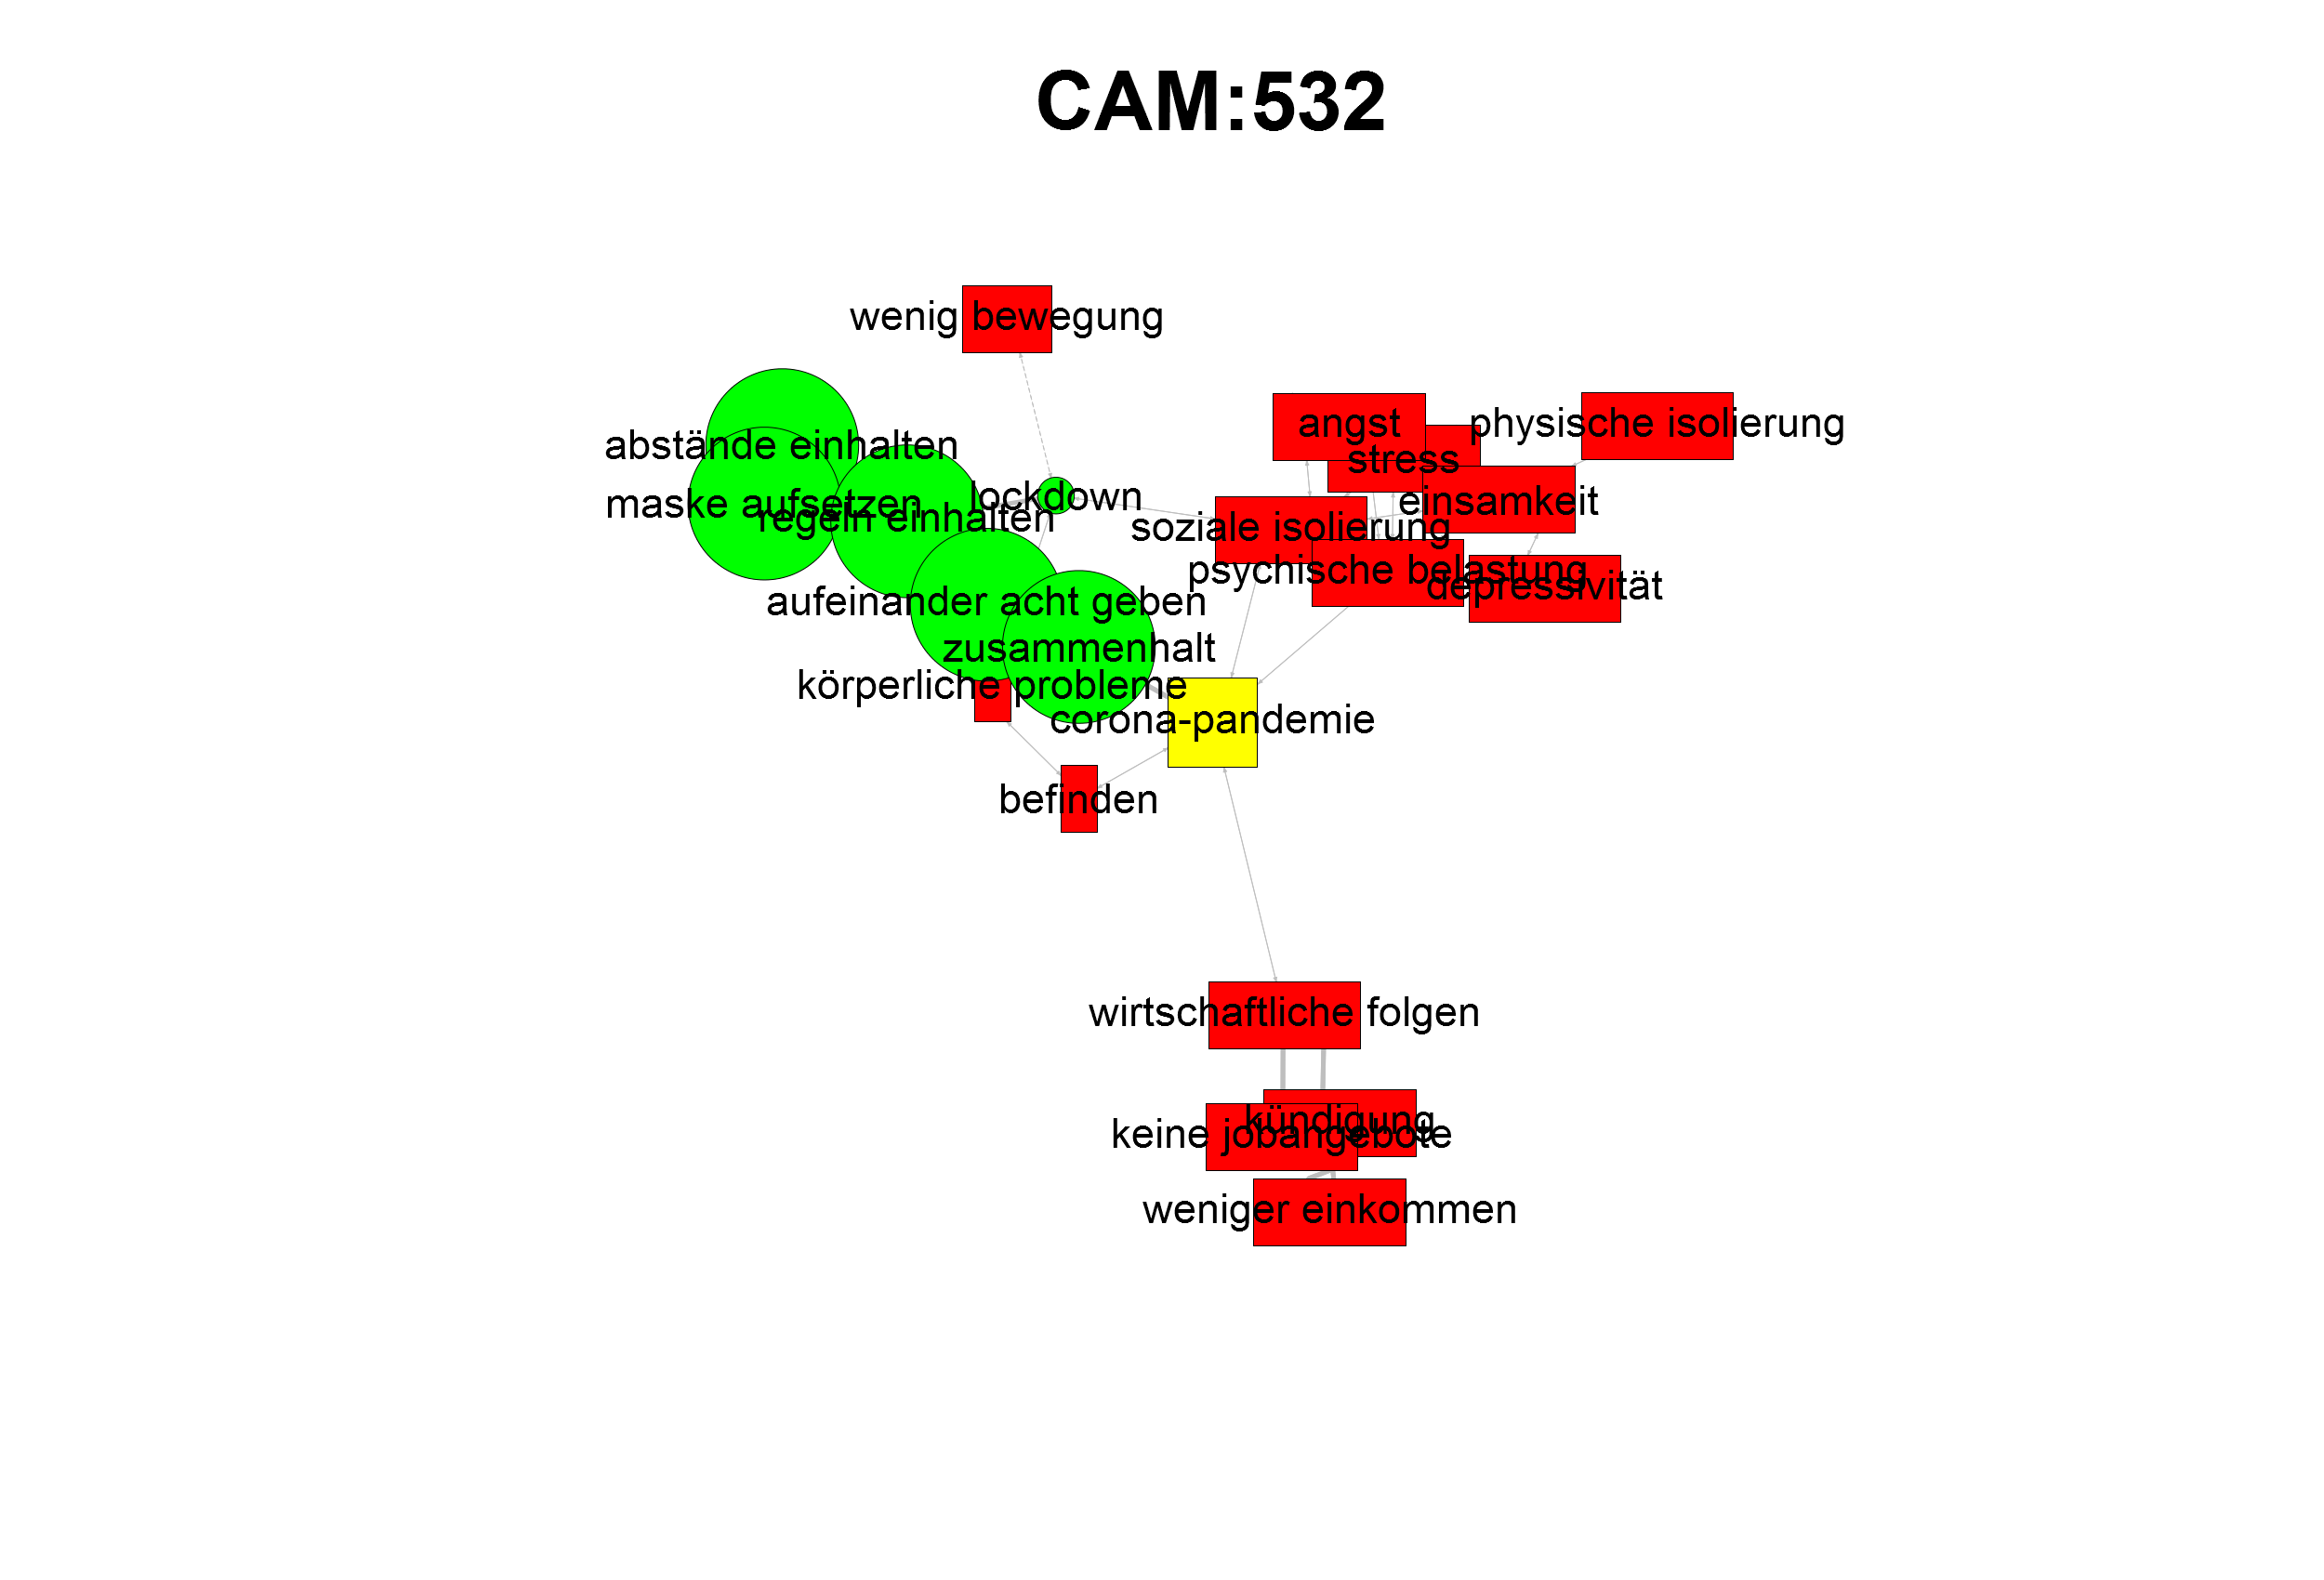 CAM:532
wenig bewegung
abstände einhalten
maske aufsetzen
regeln einhalten
lockdown
angst
stress
physische isolierung
einsamkeit
soziale isolierung
psychische belastung
depressivität
aufeinander acht geben
zusammenhalt
körperliche probleme
corona-pandemie
befinden
wirtschaftliche folgen
kündigung
keine jobangebote
weniger einkommen